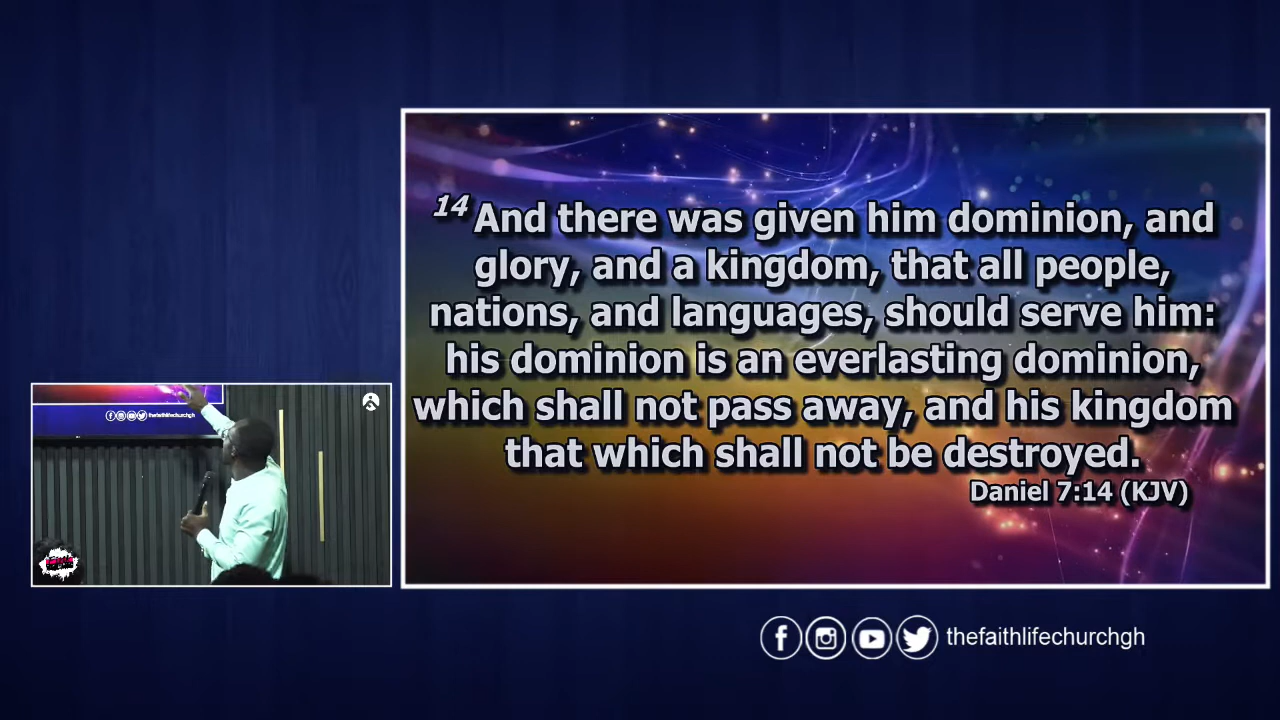 14 And there was given him dominion, and
glory, and a kingdom, that all people,
nations, and languages, should serve him:
his dominion is an everlasting dominion,
which shall not pass away, and his kingdom
that which shall not be destroyed.
Daniel 7:14 (KJV)
thefaithlifechurchgh
thefaithlifechurchgh